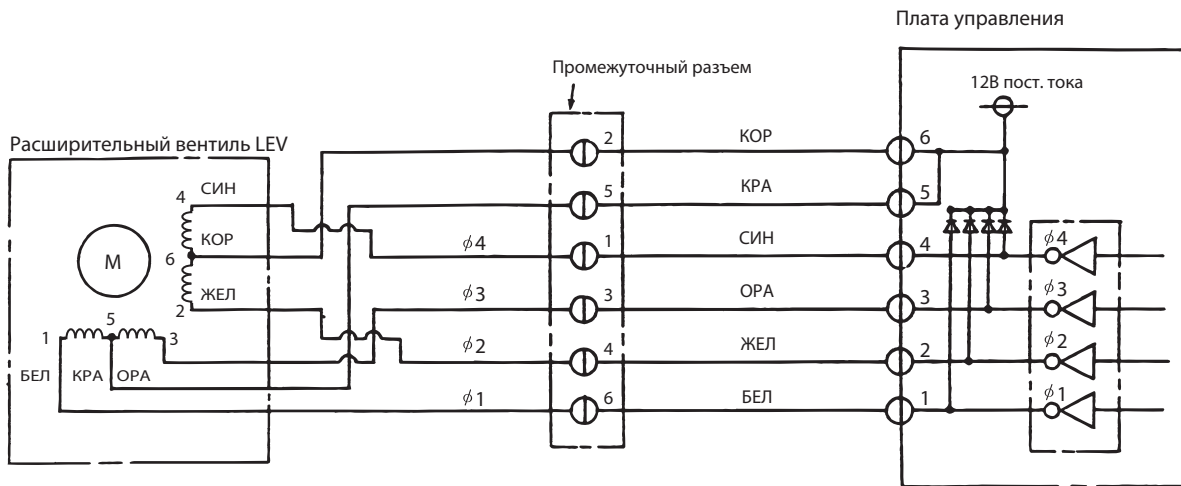 Плата управления
Промежуточный разъем
12В пост. тока
Расширительный вентиль LEV
2 КОР 6
4 СИН
5 КРА 5
КОР
6
M
ϕ4 1 СИН 4 ϕ4
ЖЕЛ
2
ϕ3 3 ОРА 3 ϕ3
1 5 3
ϕ2 4 ЖЕЛ 2 ϕ2
БЕЛ КРА ОРА
ϕ1 6 БЕЛ 1 ϕ1